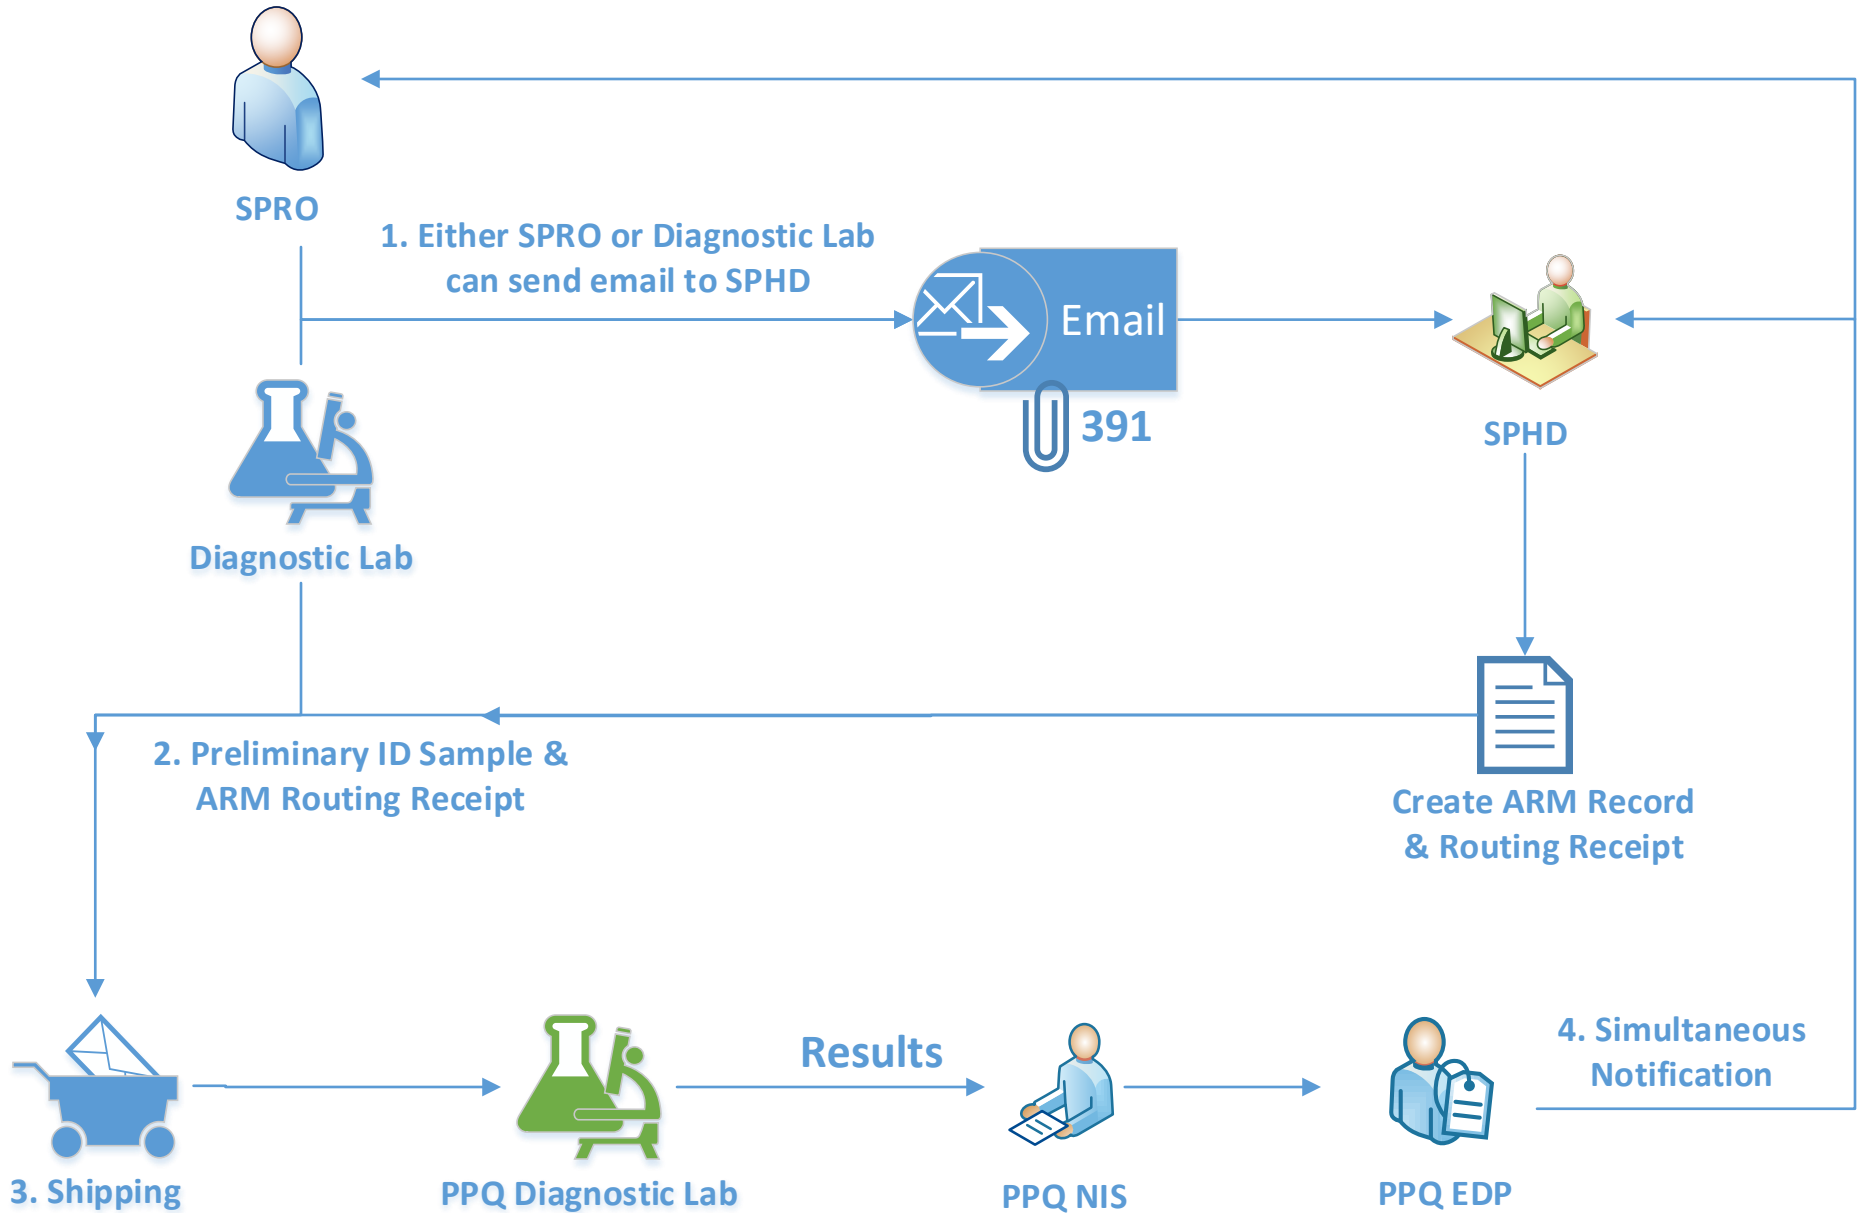 SPRO
1. Either SPRO or Diagnostic Lab
can send email to SPHD
Email
391
SPHD
Diagnostic Lab
2. Preliminary ID Sample &
ARM Routing Receipt
Create ARM Record
& Routing Receipt
Results
4. Simultaneous
Notification
3. Shipping
PPQ Diagnostic Lab
PPQ NIS
PPQ EDP